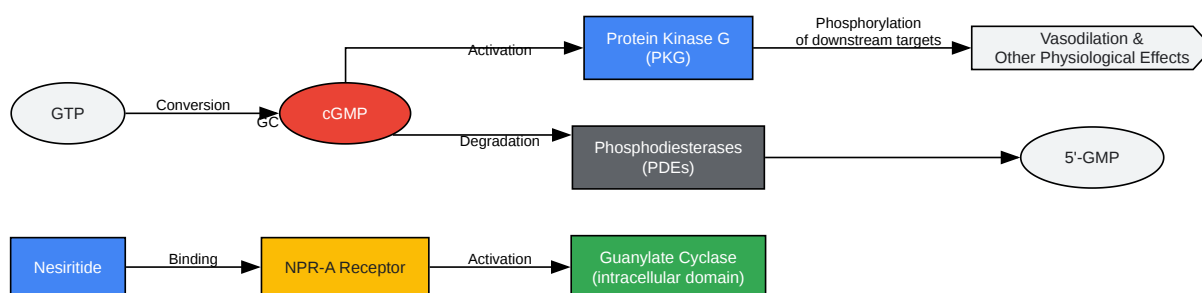 Phosphorylation
of downstream targets
Protein Kinase G
(PKG)
Vasodilation &
Other Physiological Effects
Activation
GTP
Conversion
GC
cGMP
Degradation
Phosphodiesterases
(PDEs)
5'-GMP
Nesiritide
Binding
NPR-A Receptor
Activation
Guanylate Cyclase
(intracellular domain)